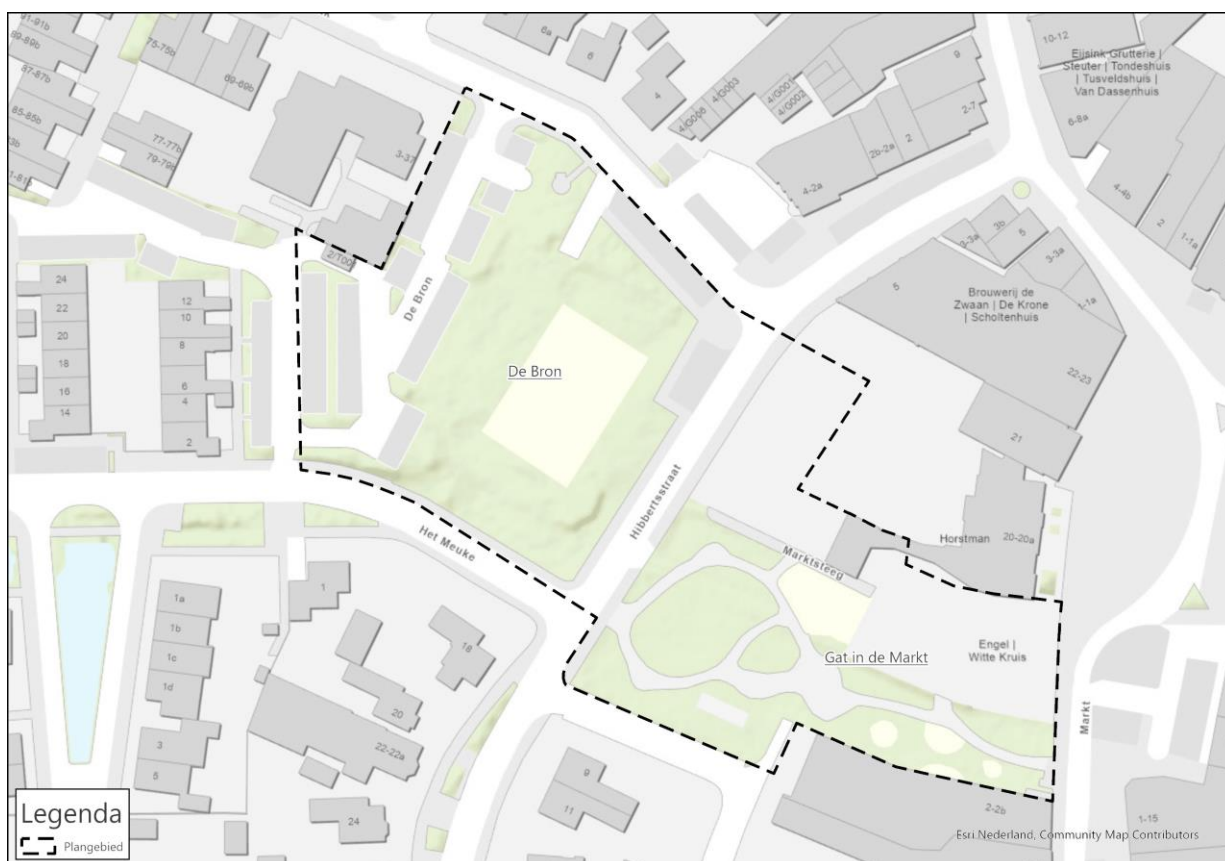 91-91b
89-89b
87-87b
85-85b
3b
1-81b
75-75b
69-69b
77-77b
79-79b
3-37
6a
6
4
4/G006
4/G003
4/G001
4/G002
9
2-7
2
2b-2a
4-2a
10-12
Eijsink Grutterie |
Steuter | Tondeshuis |
| Tusveldshuis |
Van Dassenhuis
6-8a
4-4b
2
1-1a
3-3a
3b
5
3-3a
1-1a
5
Brouwerij de
Zwaan | De Krone
| Scholtenhuis
22-23
21
De Bron
De Bron
24
22
20
18
16
14
12
10
8
6
4
2
Hibbertsstraat
Het Meuke
Marktsteeg
Horstman
20-20a
Gat in de Markt
Engel |
Witte Kruis
Markt
1a
1b
1c
1d
3
5
1
18
20
22-22a
24
9
11
2-2b
1-15
Legenda
Plangebied
Esri Nederland, Community Map Contributors